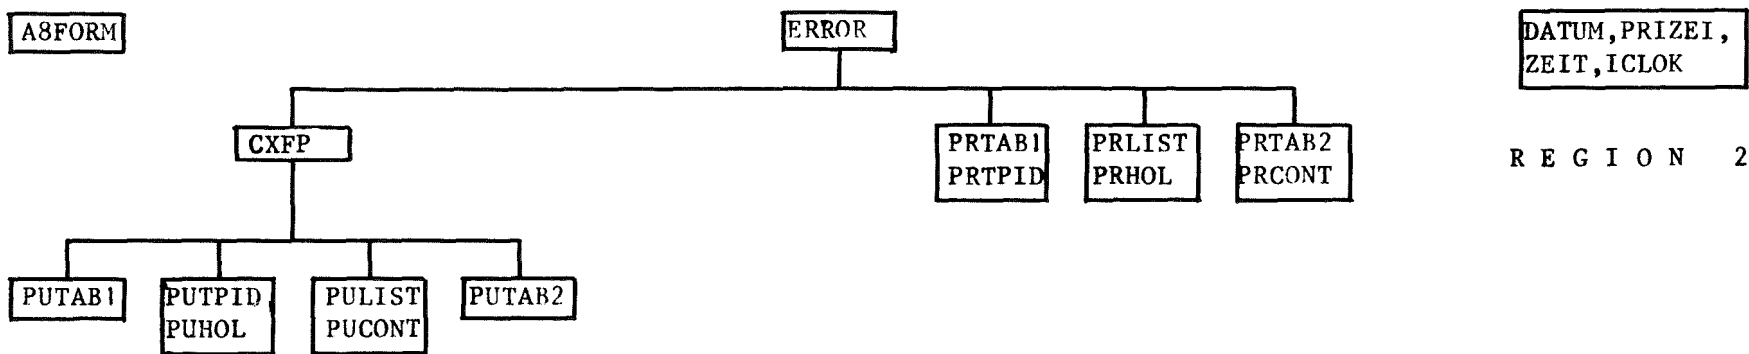 A8FORM
ERROR
DATUM,PRIZEI,
ZEIT,ICLOK
CXFP
PRTAB1
PRTPID
PRLIST
PRHOL
PRTAB2
PRCONT
R E G I O N 2
PUTAB1
PUTPID
PUHOL
PULIST
PUCONT
PUTAB2